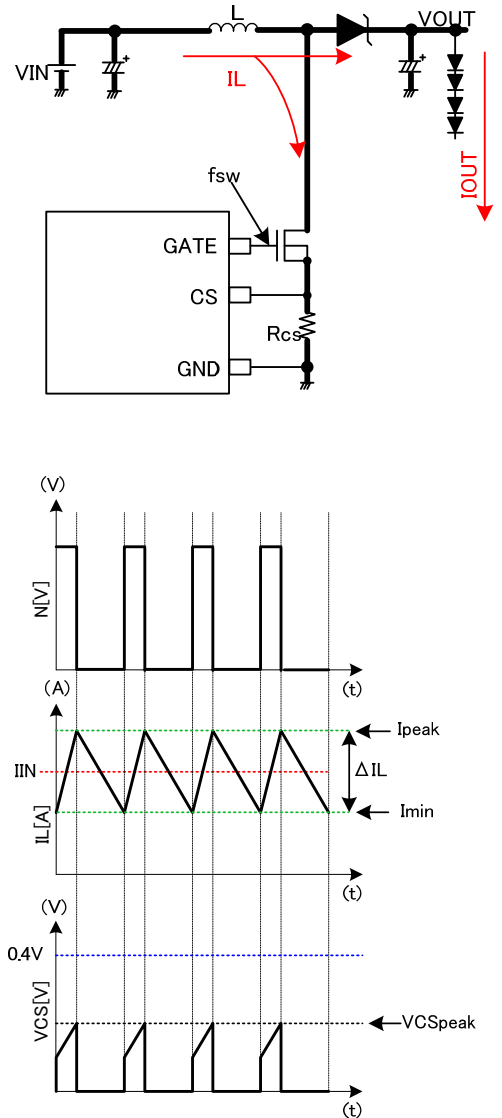 L
VOUT
VIN
IL
IOUT
fsw
GATE
CS
Rcs
GND
(V)
N[V]
(t)
(A)
Ipeak
IIN
ΔIL
Imin
IL[A]
(t)
(V)
0.4V
VCS[V]
VCSpeak
(t)